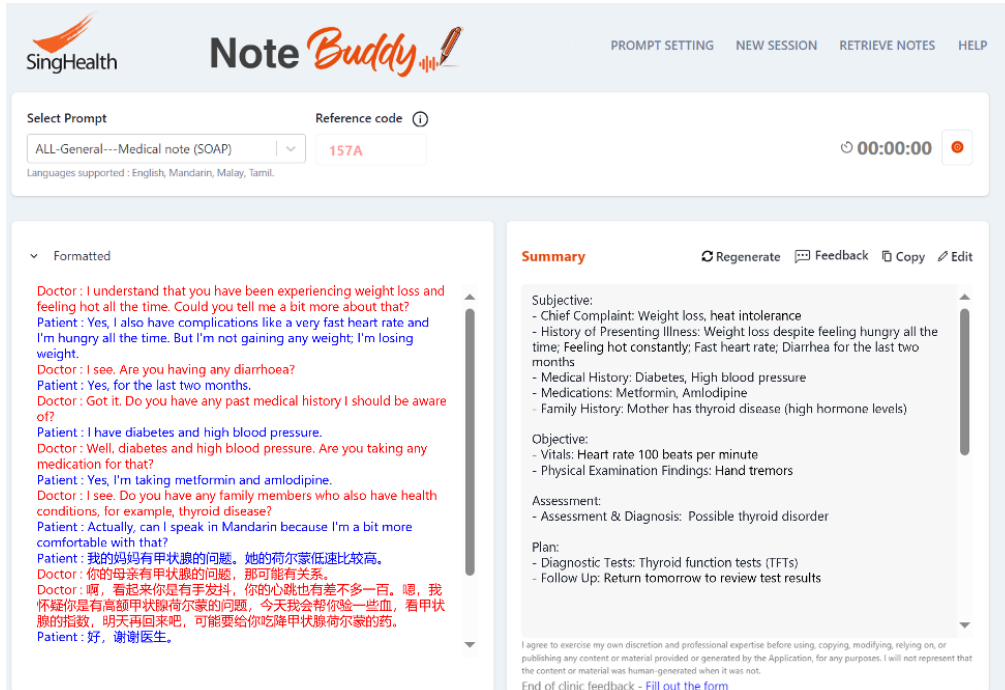 SingHealth
Note Buddy
PROMPT SETTING NEW SESSION RETRIEVE NOTES HELP
Select Prompt
Reference code
ALL-General---Medical note (SOAP)
157A
00:00:00
Languages supported : English, Mandarin, Malay, Tamil.
Formatted
Doctor : I understand that you have been experiencing weight loss and
feeling hot all the time. Could you tell me a bit more about that?
Patient : Yes, I also have complications like a very fast heart rate and
I'm hungry all the time. But I'm not gaining any weight; I'm losing
weight.
Doctor : I see. Are you having any diarrhoea?
Patient : Yes, for the last two months.
Doctor : Got it. Do you have any past medical history I should be aware
of?
Patient : I have diabetes and high blood pressure.
Doctor : Well, diabetes and high blood pressure. Are you taking any
medication for that?
Patient : Yes, I'm taking metformin and amlodipine.
Doctor : I see. Do you have any family members who also have health
conditions, for example, thyroid disease?
Patient : Actually, can I speak in Mandarin because I'm a bit more
comfortable with that?
Patient : 我的妈妈有甲状腺的问题。她的荷尔蒙低速比较高。
Doctor : 你的母亲有甲状腺的问题，那可能有关系。
Doctor : 啊，看起来你是有手发抖，你的心跳也有差不多一百。嗯，我
怀疑你是有高额甲状腺荷尔蒙的问题，今天我会帮你验一些血，看甲状
腺的指数，明天再回来吧，可能要给你吃降甲状腺荷尔蒙的药。
Patient : 好，谢谢医生。
Summary
Regenerate Feedback Copy Edit
Subjective:
- Chief Complaint: Weight loss, heat intolerance
- History of Presenting Illness: Weight loss despite feeling hungry all the
time; Feeling hot constantly; Fast heart rate; Diarrhea for the last two
months
- Medical History: Diabetes, High blood pressure
- Medications: Metformin, Amlodipine
- Family History: Mother has thyroid disease (high hormone levels)
Objective:
- Vitals: Heart rate 100 beats per minute
- Physical Examination Findings: Hand tremors
Assessment:
- Assessment & Diagnosis: Possible thyroid disorder
Plan:
- Diagnostic Tests: Thyroid function tests (TFTs)
- Follow Up: Return tomorrow to review test results
I agree to exercise my own discretion and professional expertise before using, copying, modifying, relying on, or
publishing any content or material provided or generated by the Application, for any purposes. I will not represent that
the content or material was human-generated when it was not.
End of clinic feedback - Fill out the form